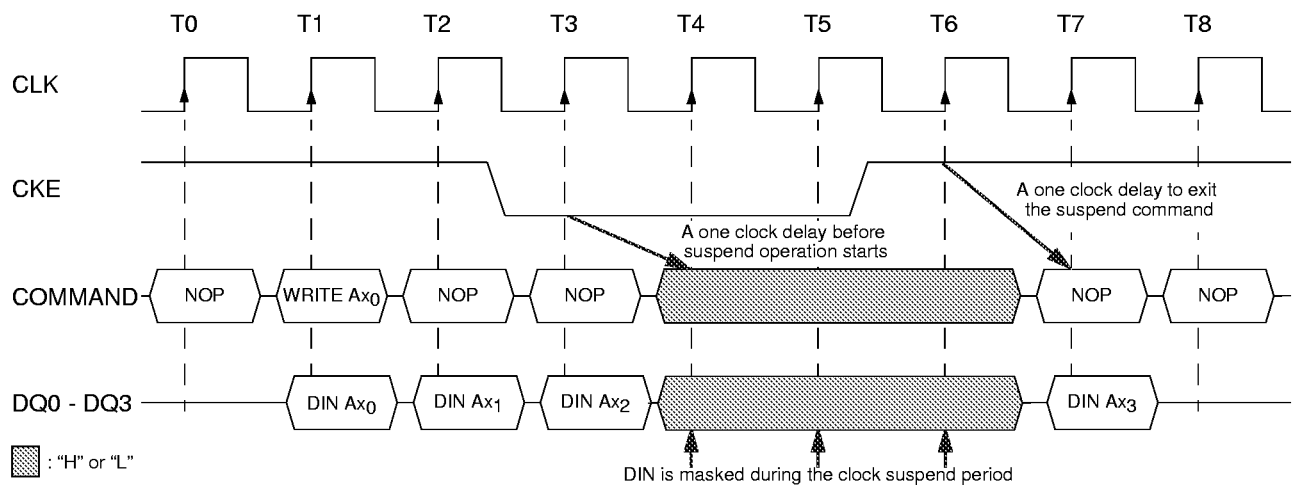 T0 T1 T2 T3 T4 T5 T6 T7 T8
CLK
CKE
A one clock delay to exit
the suspend command
A one clock delay before
suspend operation starts
COMMAND NOP WRITE Ax0 NOP NOP NOP NOP
DQ0 - DQ3 DIN Ax0 DIN Ax1 DIN Ax2 DIN Ax3
: “H” or “L”
DIN is masked during the clock suspend period